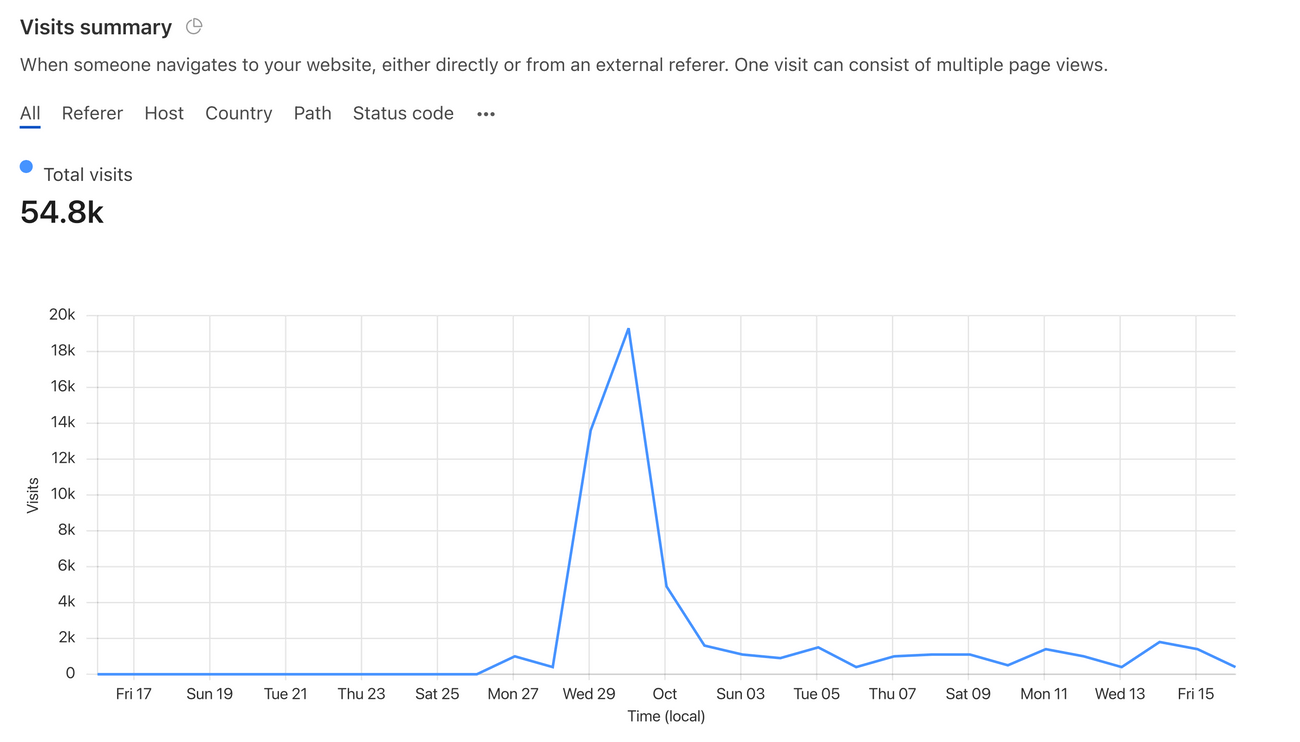 Visits summary
When someone navigates to your website, either directly or from an external referer. One visit can consist of multiple page views.
All Referer Host Country Path Status code •••
Total visits
54.8k
20k
18k
16k
14k
12k
10k
8k
6k
4k
2k
0
Visits
Fri 17 Sun 19 Tue 21 Thu 23 Sat 25 Mon 27 Wed 29 Oct Sun 03 Tue 05 Thu 07 Sat 09 Mon 11 Wed 13 Fri 15
Time (local)